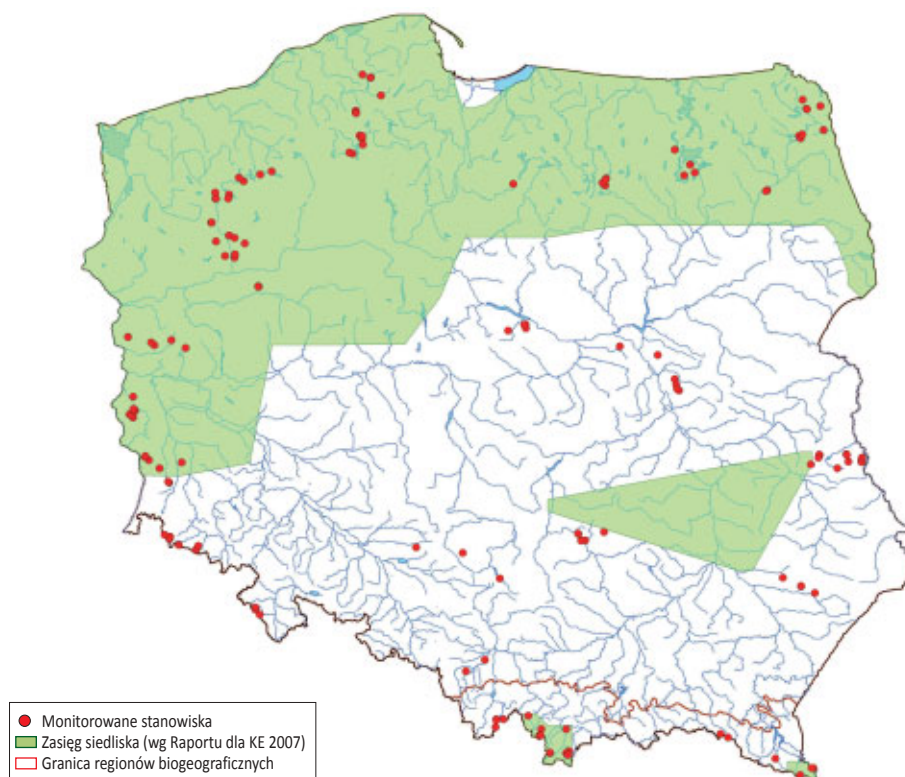 Monitorowane stanowiska
Zasięg siedliska (wg Raportu dla KE 2007)
Granica regionów biogeograficznych